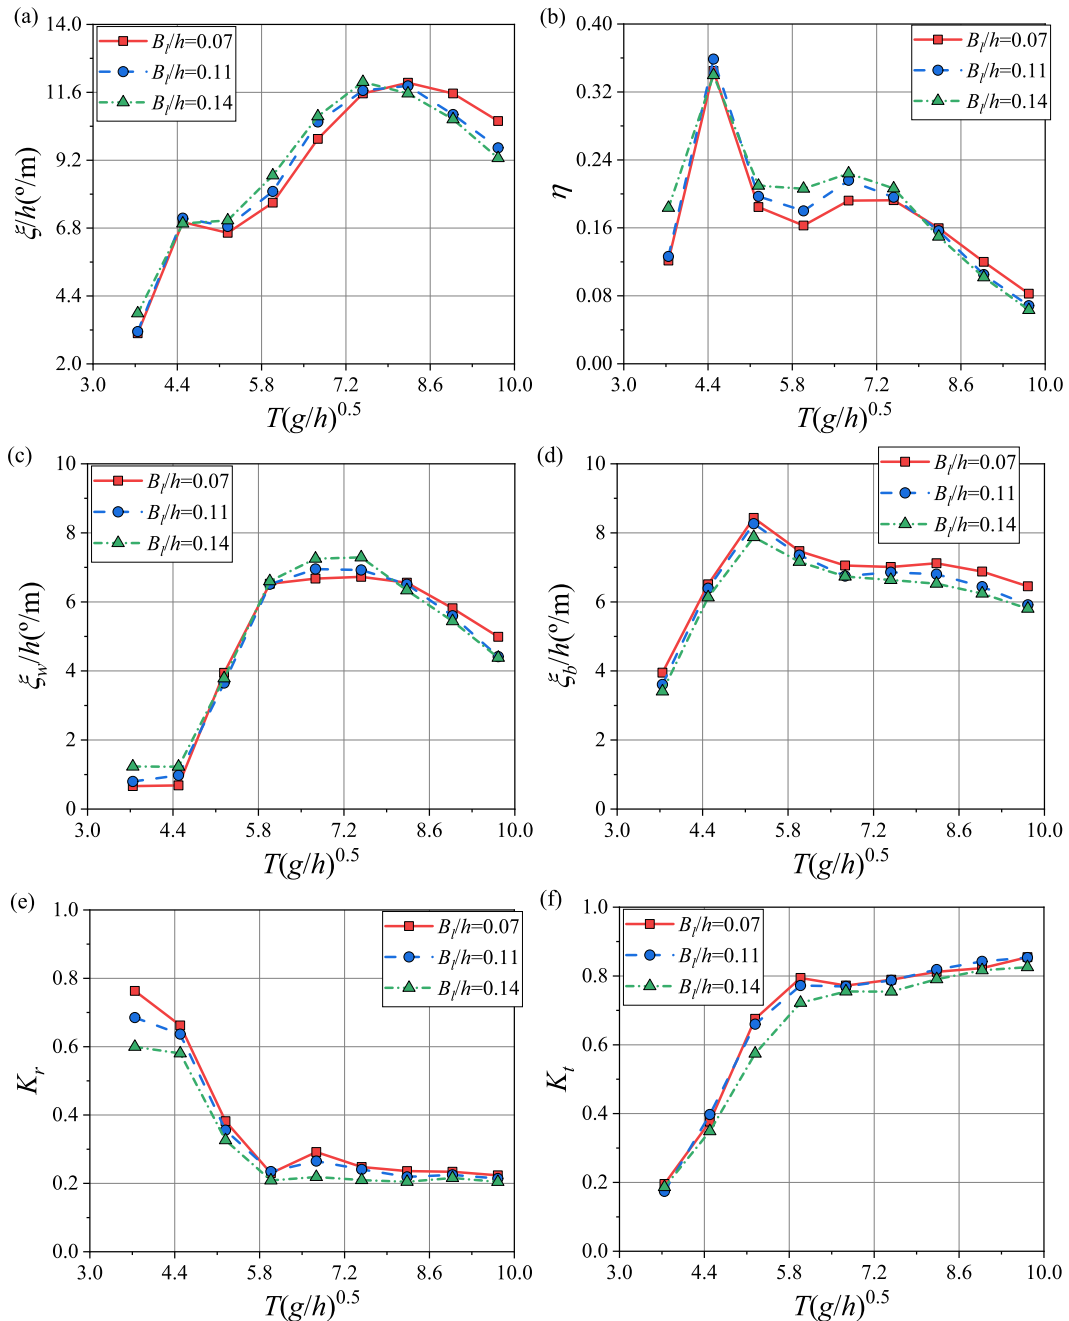 (a)
14.0
11.6
9.2
6.8
4.4
2.0
ξ/h(º/m)
Bl/h=0.07
Bl/h=0.11
Bl/h=0.14
3.0 4.4 5.8 7.2 8.6 10.0
T(g/h)^0.5
(b)
0.40
0.32
0.24
0.16
0.08
0.00
η
Bl/h=0.07
Bl/h=0.11
Bl/h=0.14
3.0 4.4 5.8 7.2 8.6 10.0
T(g/h)^0.5
(c)
10
8
6
4
2
0
ξw/h(º/m)
Bl/h=0.07
Bl/h=0.11
Bl/h=0.14
3.0 4.4 5.8 7.2 8.6 10.0
T(g/h)^0.5
(d)
10
8
6
4
2
0
ξb/h(º/m)
Bl/h=0.07
Bl/h=0.11
Bl/h=0.14
3.0 4.4 5.8 7.2 8.6 10.0
T(g/h)^0.5
(e)
1.0
0.8
0.6
0.4
0.2
0.0
Kr
Bl/h=0.07
Bl/h=0.11
Bl/h=0.14
3.0 4.4 5.8 7.2 8.6 10.0
T(g/h)^0.5
(f)
1.0
0.8
0.6
0.4
0.2
0.0
Kt
Bl/h=0.07
Bl/h=0.11
Bl/h=0.14
3.0 4.4 5.8 7.2 8.6 10.0
T(g/h)^0.5